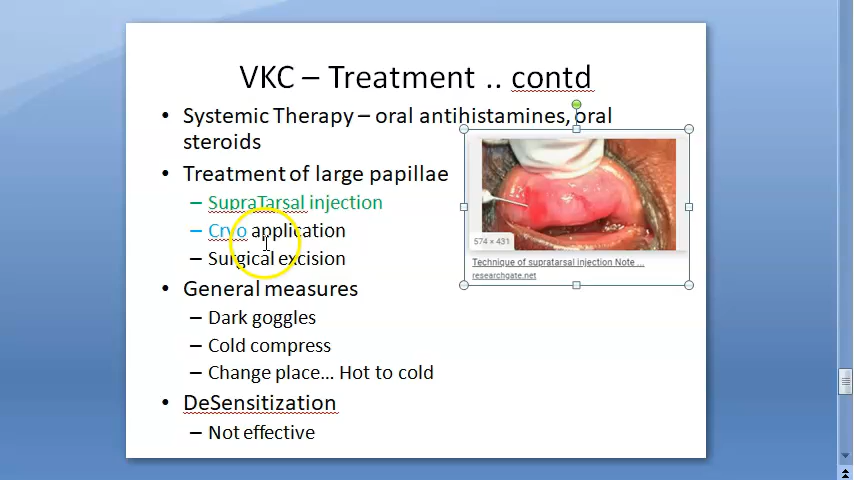 VKC – Treatment .. contd
• Systemic Therapy – oral antihistamines, oral
steroids
• Treatment of large papillae
– SupraTarsal injection
– Cryo application
– Surgical excision
574 × 431
Technique of supratarsal injection Note ...
researchgate.net
• General measures
– Dark goggles
– Cold compress
– Change place... Hot to cold
• DeSensitization
– Not effective